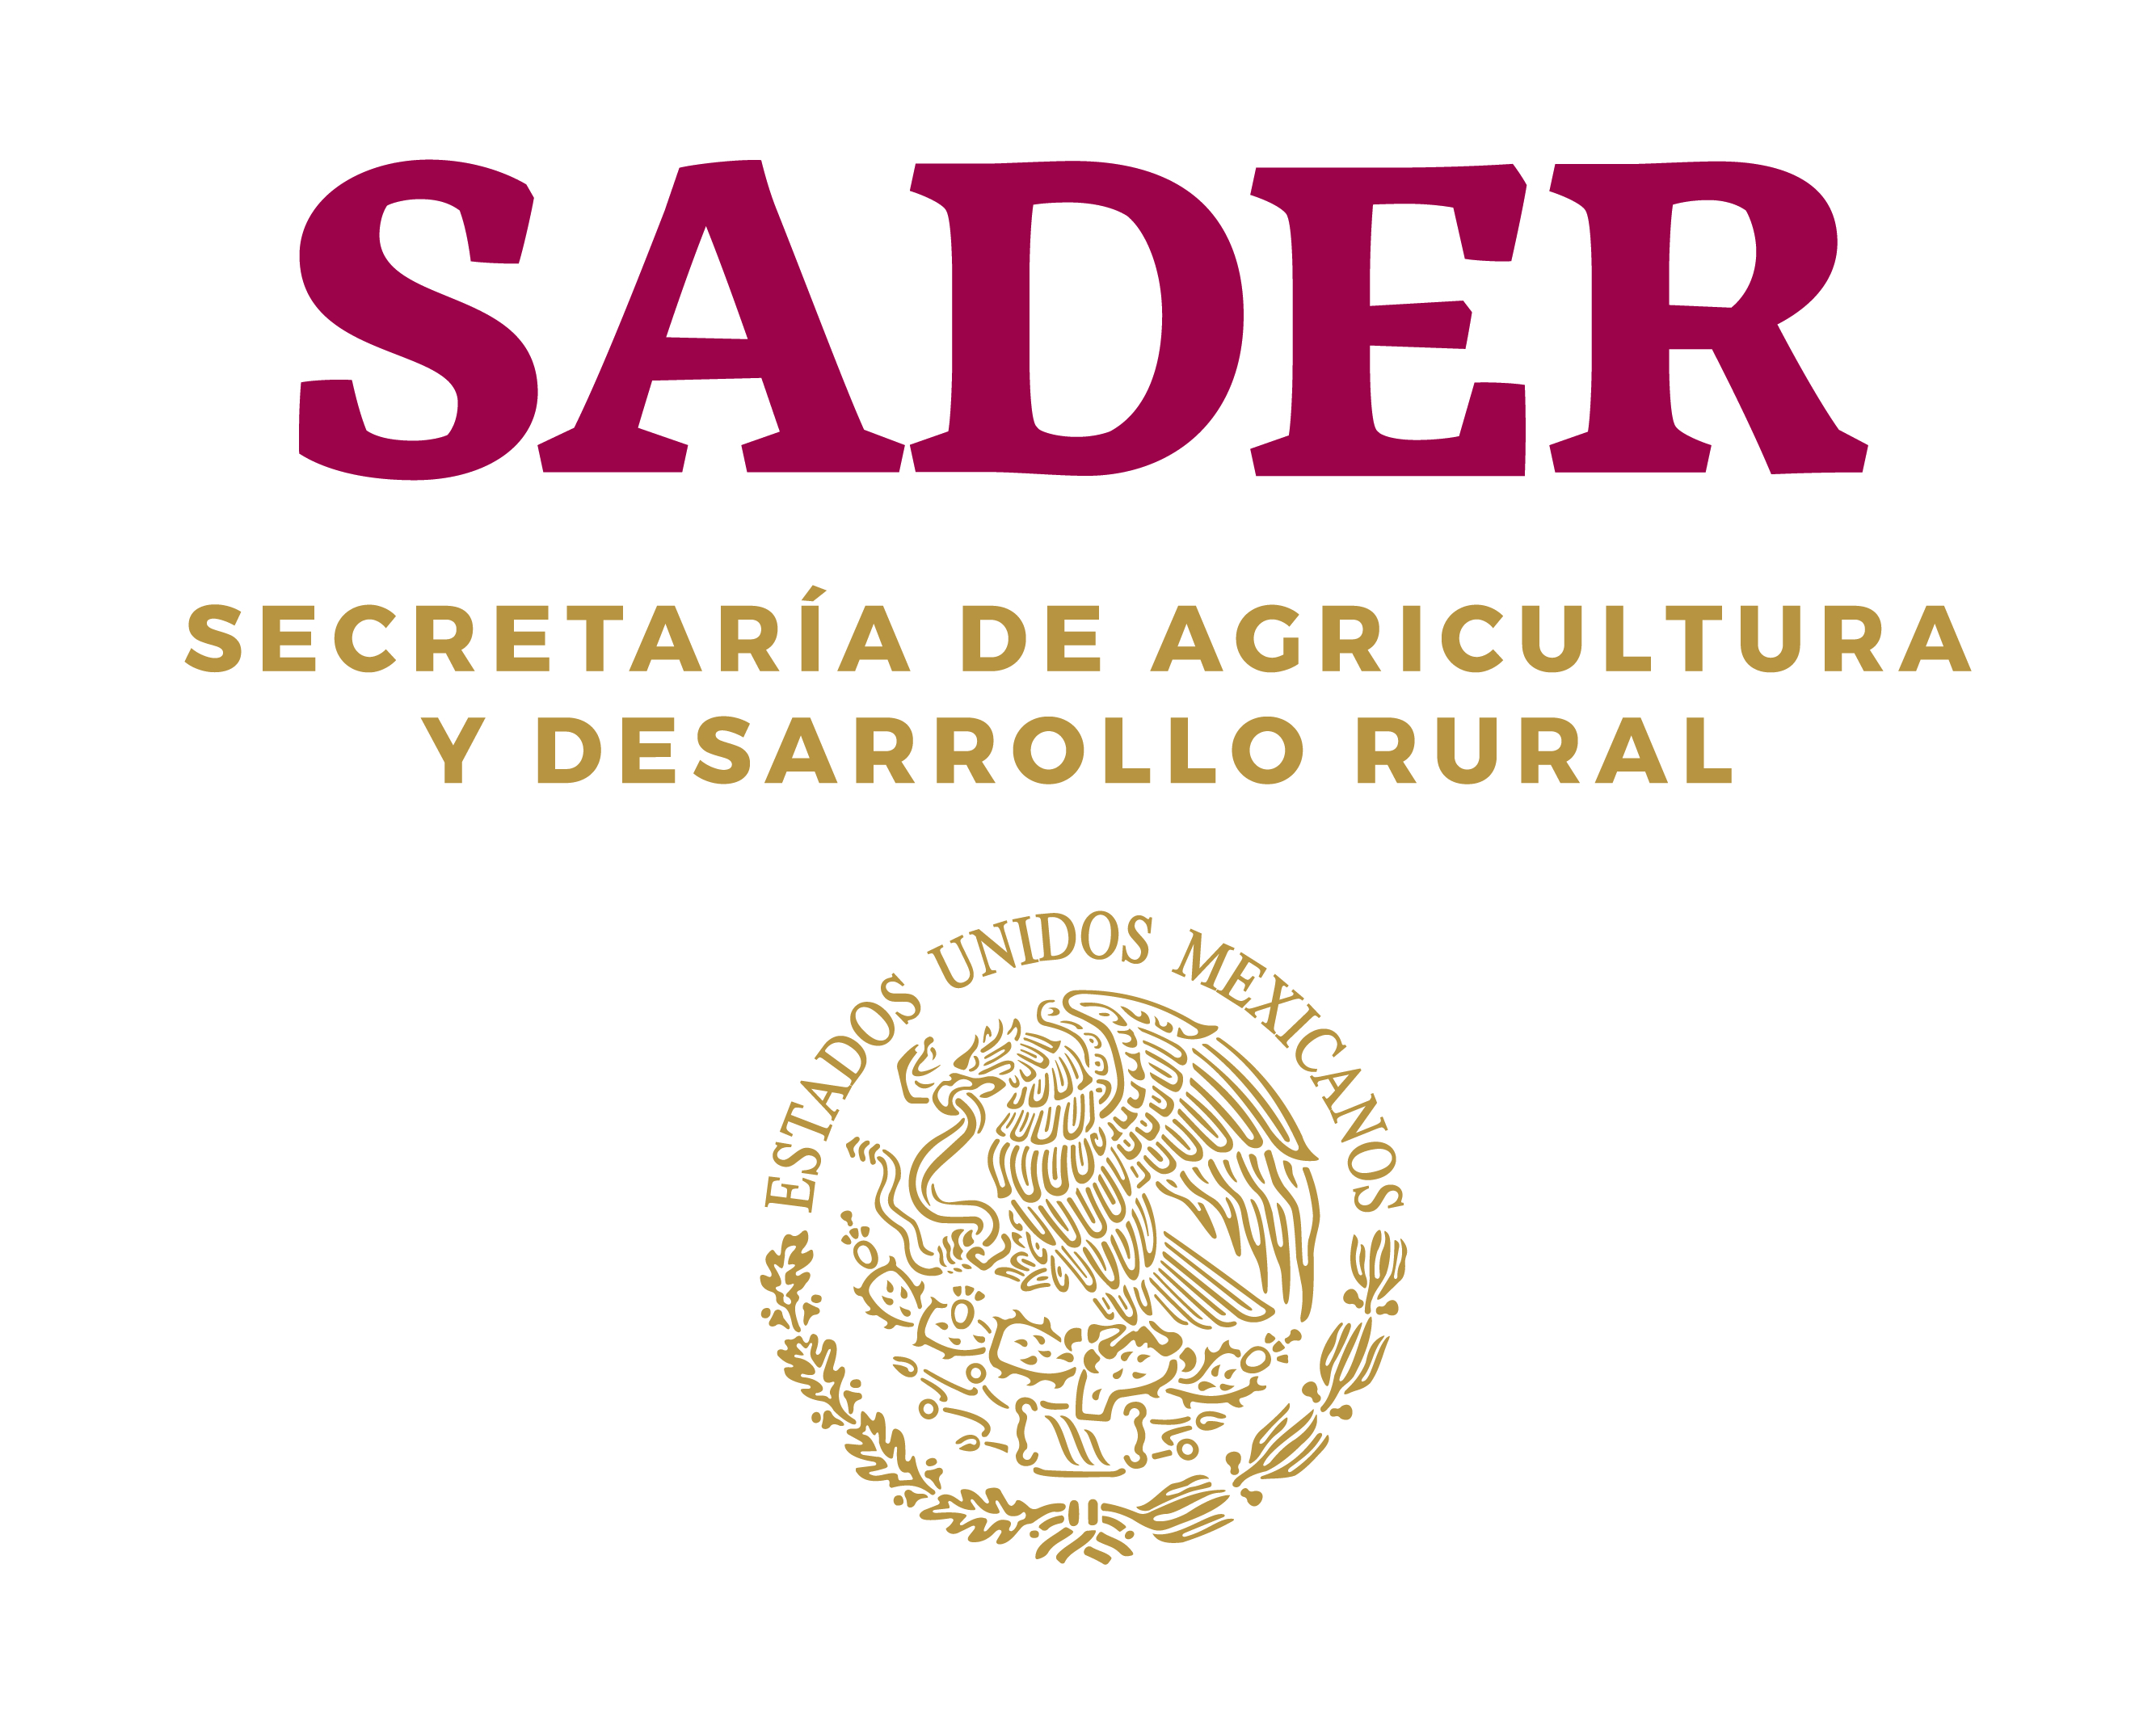 SADER
SECRETARÍA DE AGRICULTURA
Y DESARROLLO RURAL
ESTADOS UNIDOS MEXICANOS